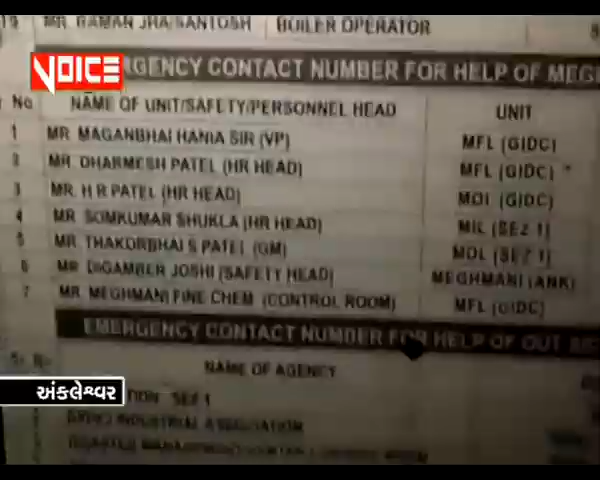 19 MR. RAMAN JHA/SANTOSH BOILER OPERATOR
VOICE
EMERGENCY CONTACT NUMBER FOR HELP OF MEGH
No NAME OF UNIT/SAFETY/PERSONNEL HEAD UNIT
1 MR. MAGANBHAI HANIA SIR (VP) MFL (GIDC)
2 MR. DHARMESH PATEL (HR HEAD) MFL (GIDC)
3 MR. H R PATEL (HR HEAD) MOI (GIDC)
4 MR. SOMKUMAR SHUKLA (HR HEAD) MIL (SEZ 1)
5 MR. THAKORBHAI S PATEL (GM) MOL (SEZ 1)
6 MR. DIGAMBER JOSHI (SAFETY HEAD) MEGHMANI (ANK)
7 MR. MEGHMANI FINE CHEM (CONTROL ROOM) MFL (GIDC)
EMERGENCY CONTACT NUMBER FOR HELP OF OUT
NAME OF AGENCY
અંકલેશ્વર
SEZ 1
INDUSTRIAL ASSOCIATION